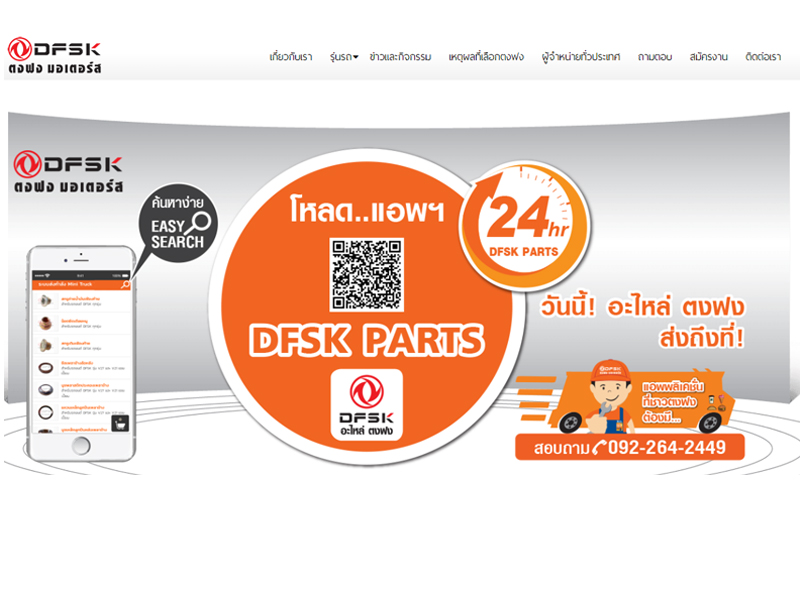 DFSK
ตงฟง มอเตอร์ส
เกี่ยวกับเรา รุ่นรถ ข่าวและกิจกรรม เหตุผลที่เลือกตงฟง ผู้จำหน่ายทั่วประเทศ ถามตอบ สมัครงาน ติดต่อเรา
DFSK
ตงฟง มอเตอร์ส
ค้นหาง่าย
EASY
SEARCH
โหลด..แอพฯ
DFSK PARTS
DFSK
อะไหล่ ตงฟง
24hr
DFSK PARTS
วันนี้! อะไหล่ ตงฟง
ส่งถึงที่!
DFSK
แอพพลิเคชั่น
ที่ชาวตงฟง
ต้องมี...
สอบถาม 092-264-2449